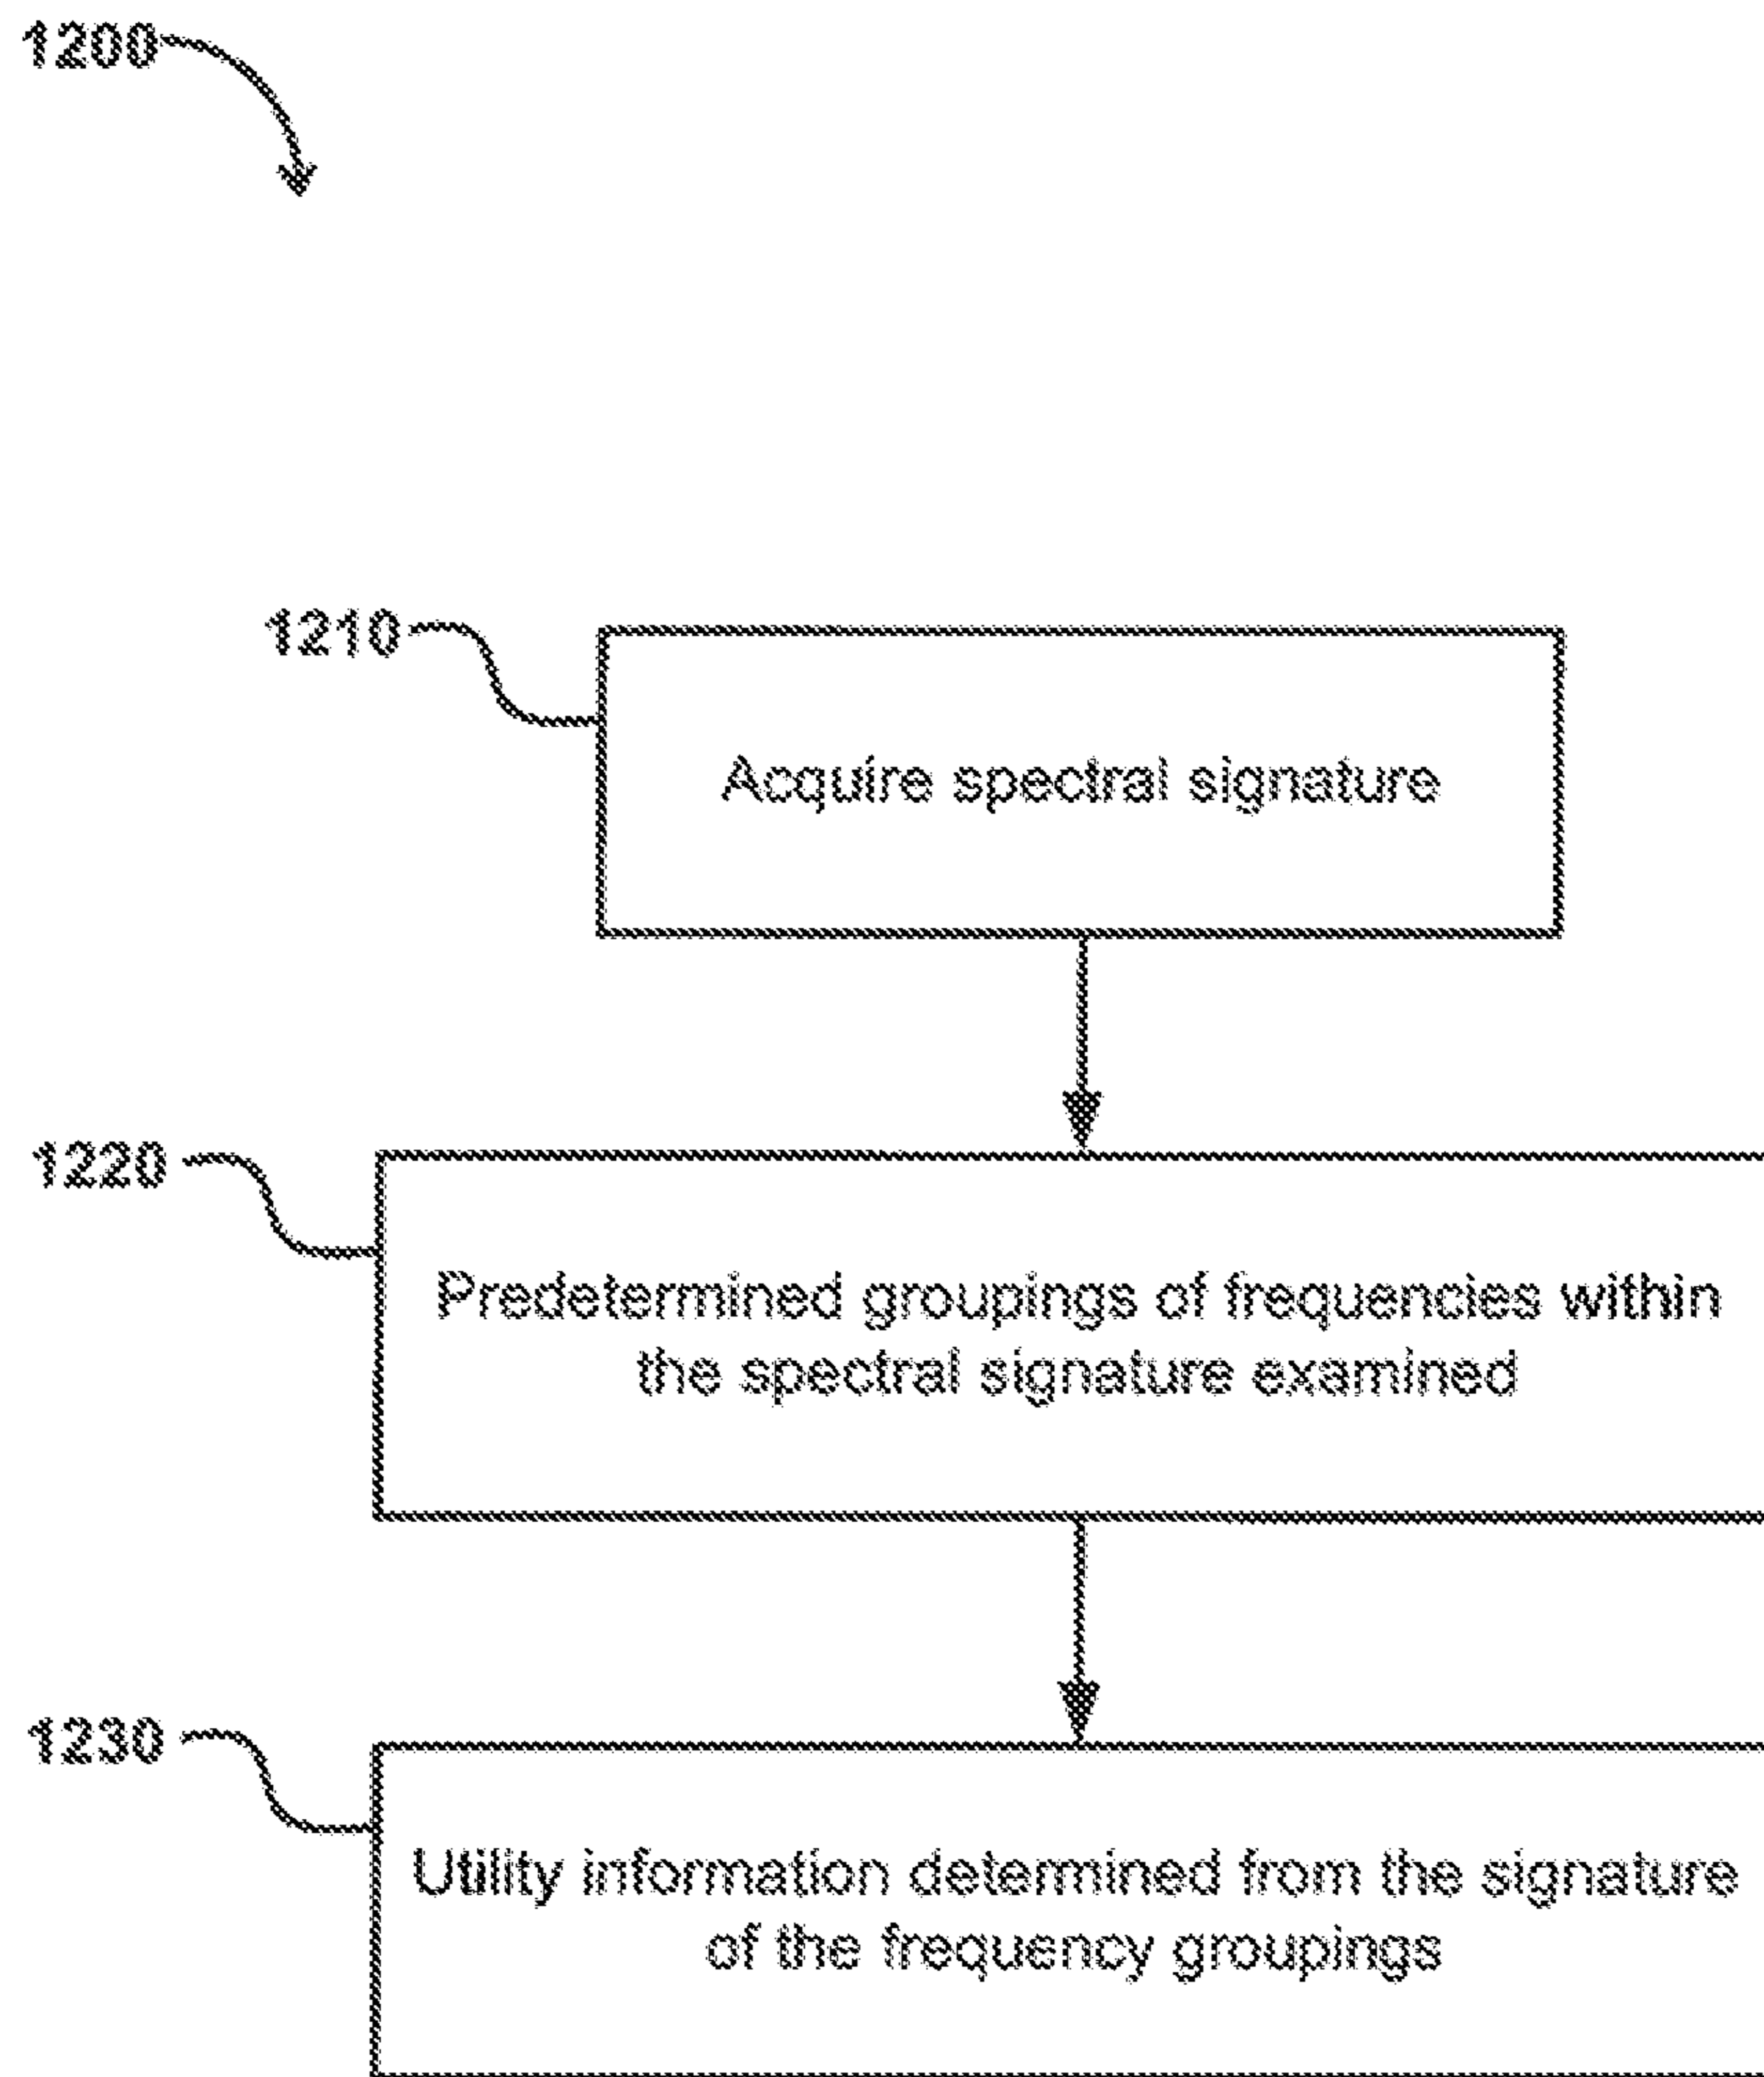 1200
1210
Acquire spectral signature
1220
Predetermined groupings of frequencies within
the spectral signature examined
1230
Utility information determined from the signature
of the frequency groupings